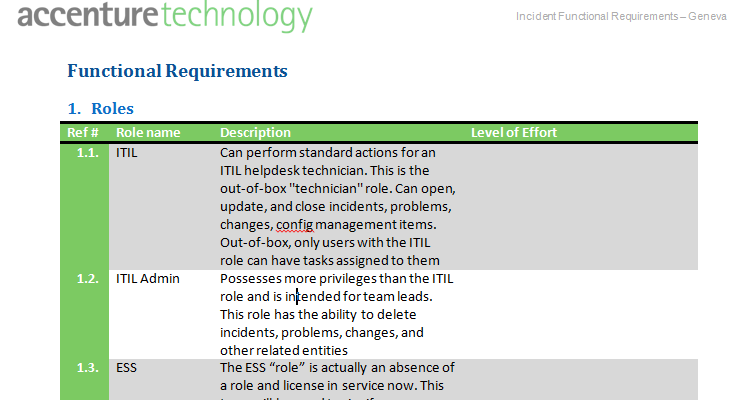 accenturetechnology
Incident Functional Requirements – Geneva
Functional Requirements
1. Roles
Ref # Role name Description Level of Effort
1.1. ITIL Can perform standard actions for an
ITIL helpdesk technician. This is the
out-of-box "technician" role. Can open,
update, and close incidents, problems,
changes, config management items.
Out-of-box, only users with the ITIL
role can have tasks assigned to them
1.2. ITIL Admin Possesses more privileges than the ITIL
role and is intended for team leads.
This role has the ability to delete
incidents, problems, changes, and
other related entities
1.3. ESS The ESS “role” is actually an absence of
a role and license in service now. This